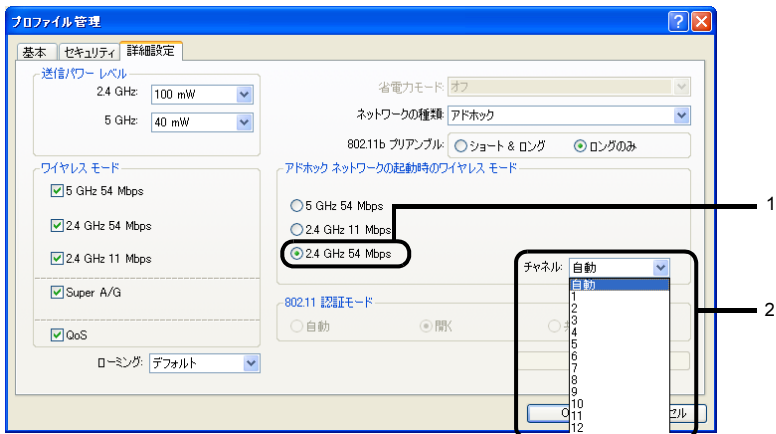 プロファイル管理
基本
セキュリティ
詳細設定
送信パワー レベル
2.4 GHz:
100 mW
5 GHz:
40 mW
省電力モード:
オフ
ネットワークの種類:
アドホック
802.11b プリアンブル:
ショート & ロング
ロングのみ
ワイヤレス モード
5 GHz 54 Mbps
2.4 GHz 54 Mbps
2.4 GHz 11 Mbps
Super A/G
QoS
ローミング:
デフォルト
アドホック ネットワークの起動時のワイヤレス モード
5 GHz 54 Mbps
2.4 GHz 11 Mbps
2.4 GHz 54 Mbps
1
チャネル:
自動
自動
1
2
3
4
5
6
7
8
9
10
11
12
2
802.11 認証モード
自動
開く